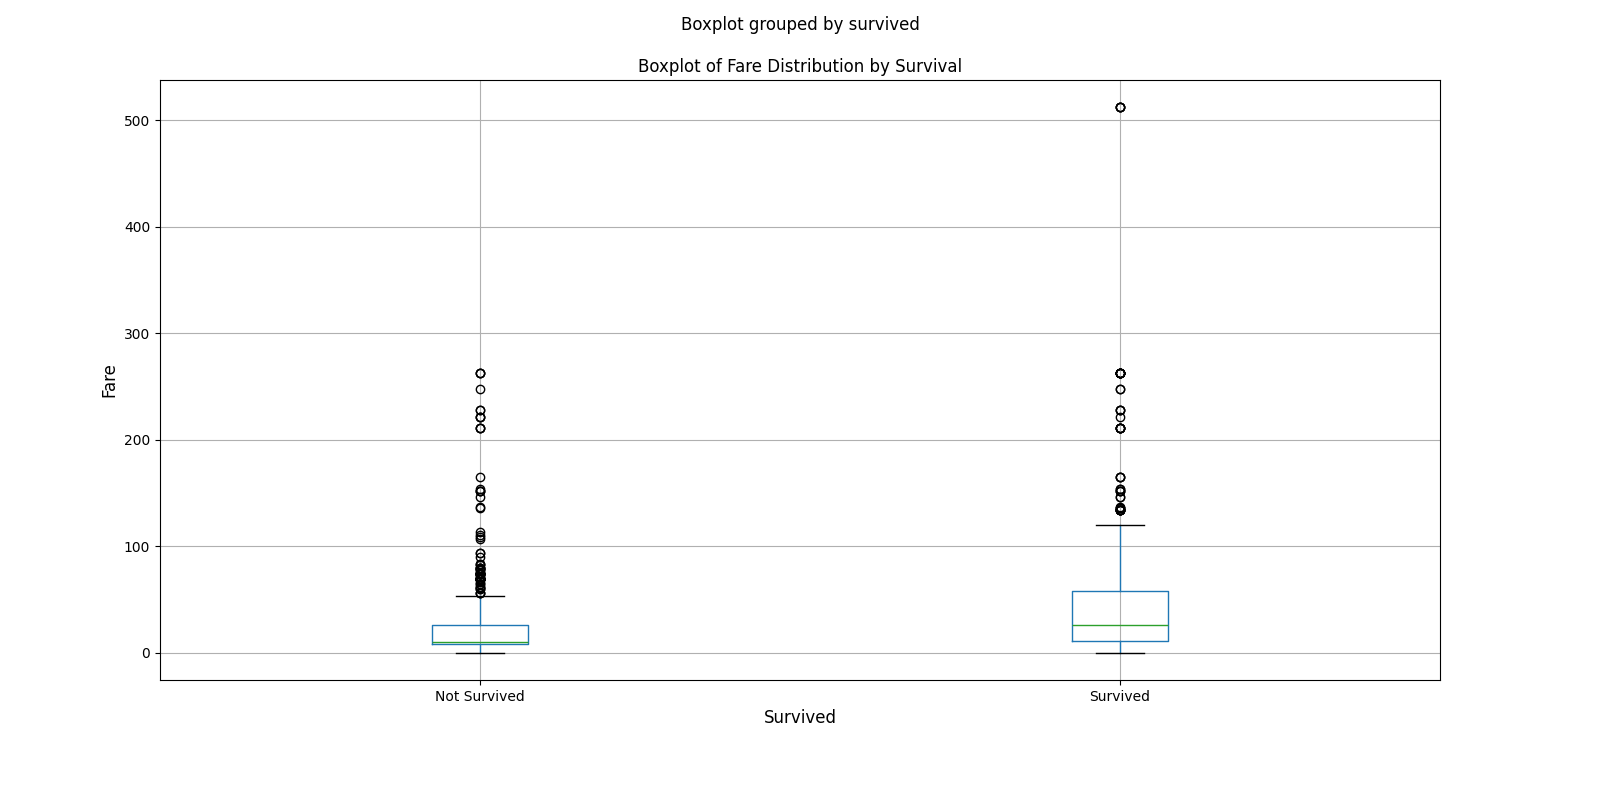 Boxplot grouped by survived
Boxplot of Fare Distribution by Survival
500
400
300
200
100
0
Fare
Not Survived
Survived
Survived